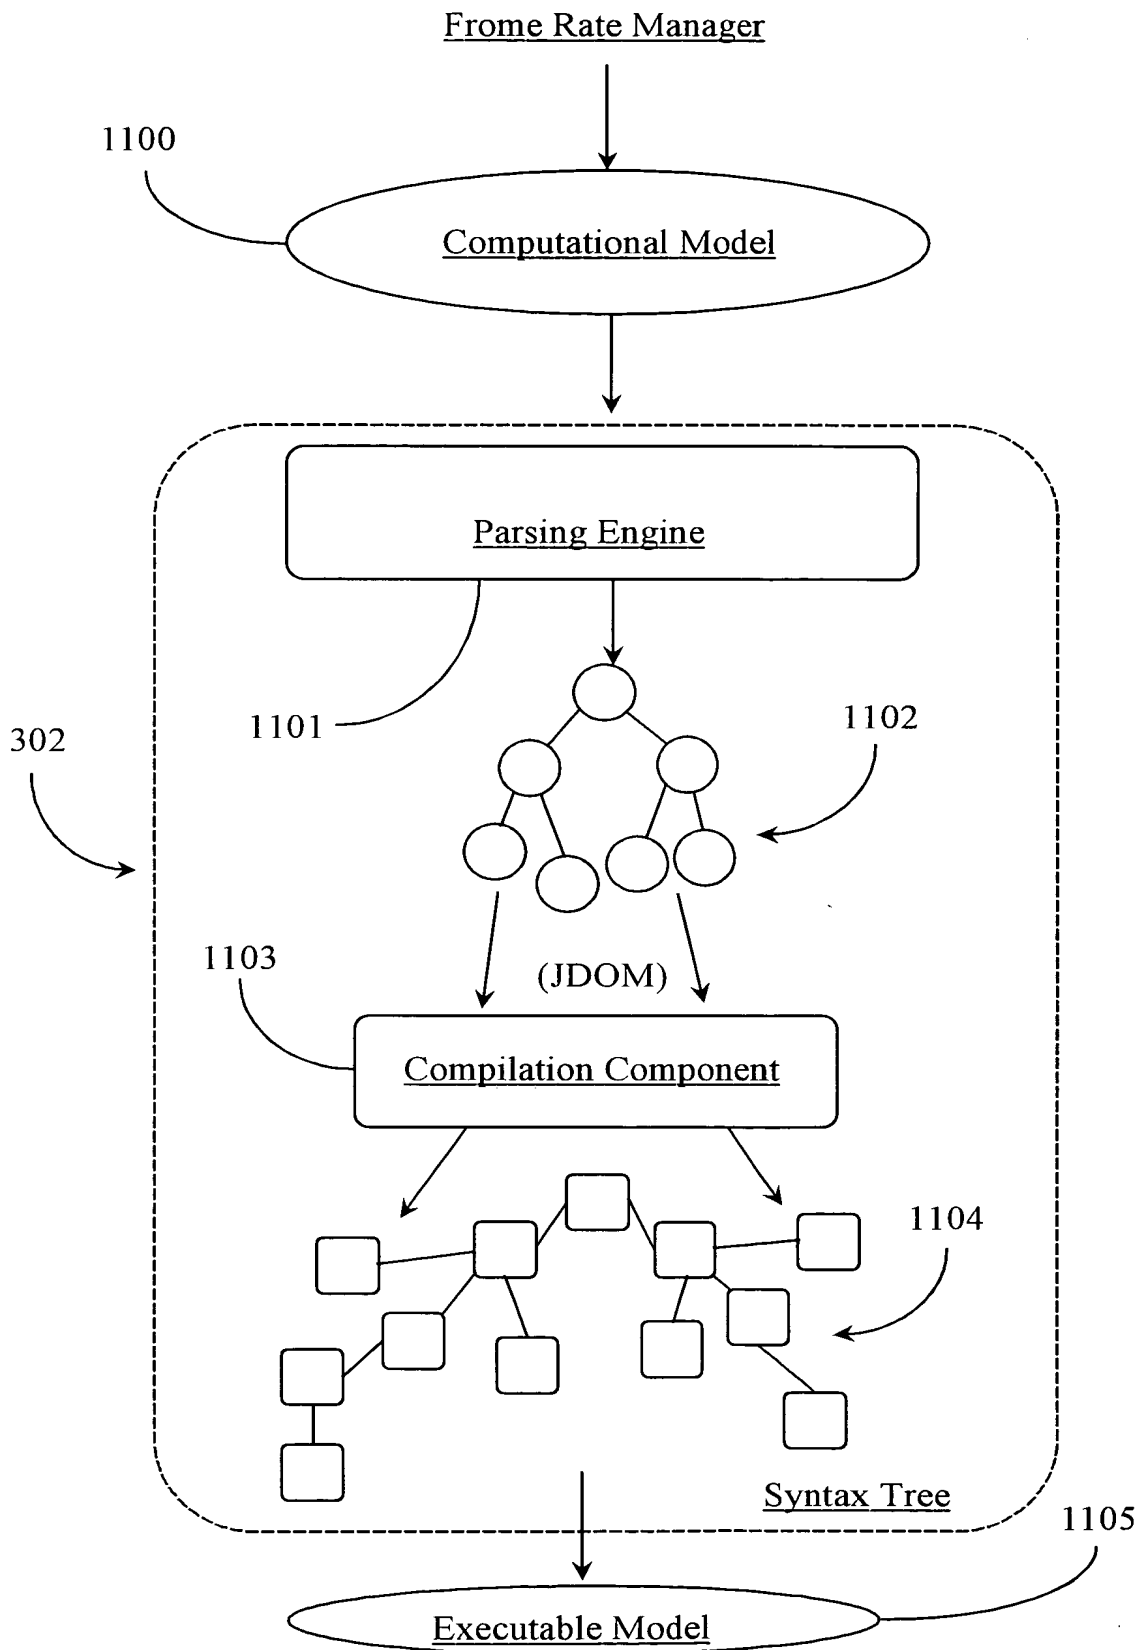 Frome Rate Manager
1100
Computational Model
Parsing Engine
1101
1102
302
1103
(JDOM)
Compilation Component
1104
Syntax Tree
1105
Executable Model